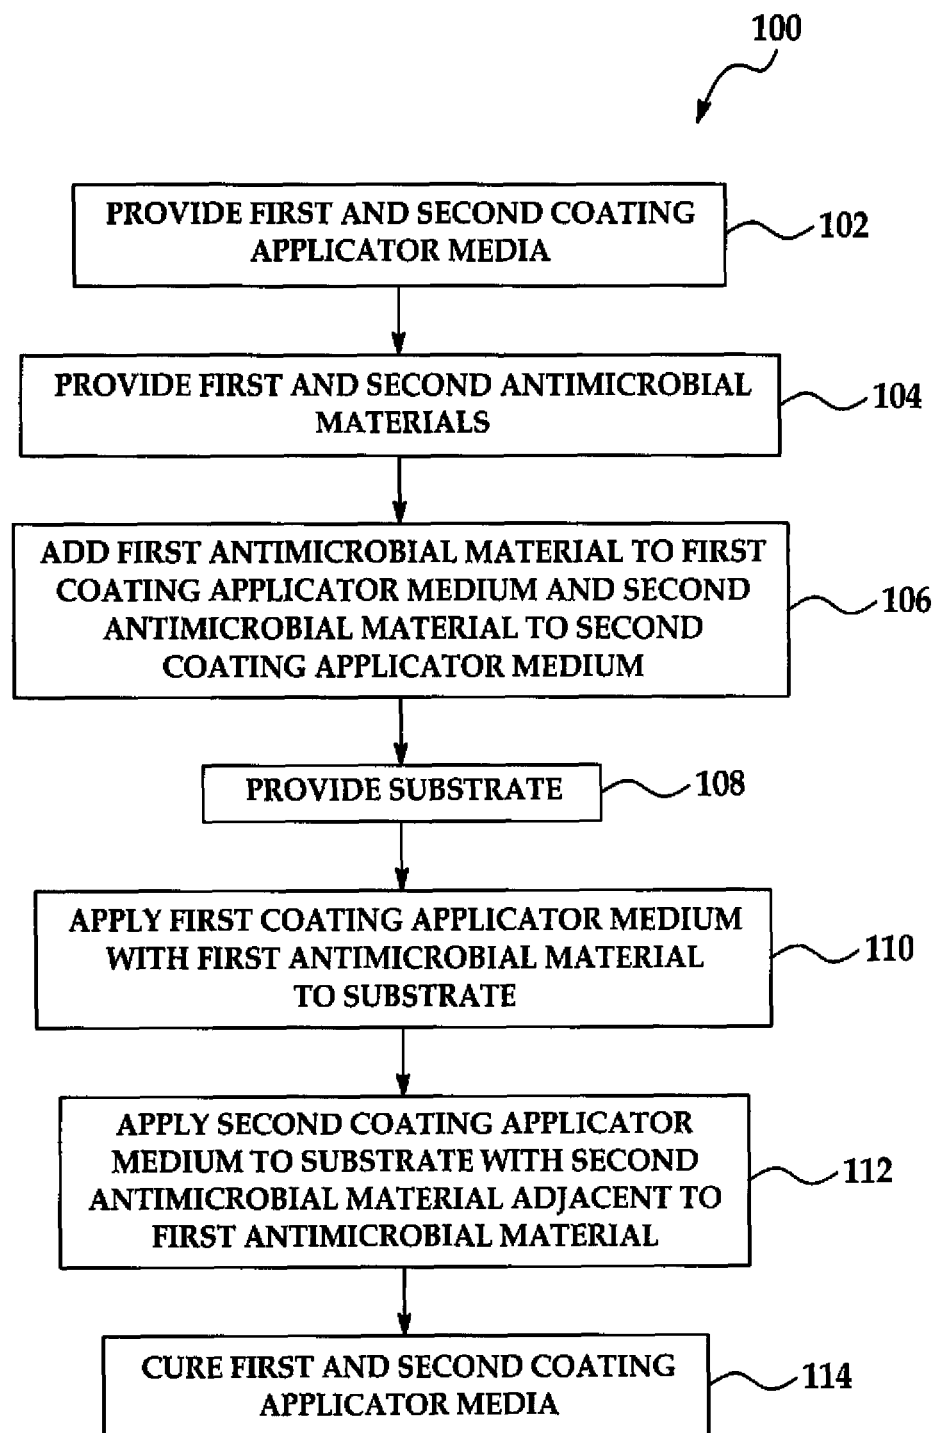 100
PROVIDE FIRST AND SECOND COATING
APPLICATOR MEDIA
102
PROVIDE FIRST AND SECOND ANTIMICROBIAL
MATERIALS
104
ADD FIRST ANTIMICROBIAL MATERIAL TO FIRST
COATING APPLICATOR MEDIUM AND SECOND
ANTIMICROBIAL MATERIAL TO SECOND
COATING APPLICATOR MEDIUM
106
PROVIDE SUBSTRATE
108
APPLY FIRST COATING APPLICATOR MEDIUM
WITH FIRST ANTIMICROBIAL MATERIAL
TO SUBSTRATE
110
APPLY SECOND COATING APPLICATOR
MEDIUM TO SUBSTRATE WITH SECOND
ANTIMICROBIAL MATERIAL ADJACENT TO
FIRST ANTIMICROBIAL MATERIAL
112
CURE FIRST AND SECOND COATING
APPLICATOR MEDIA
114